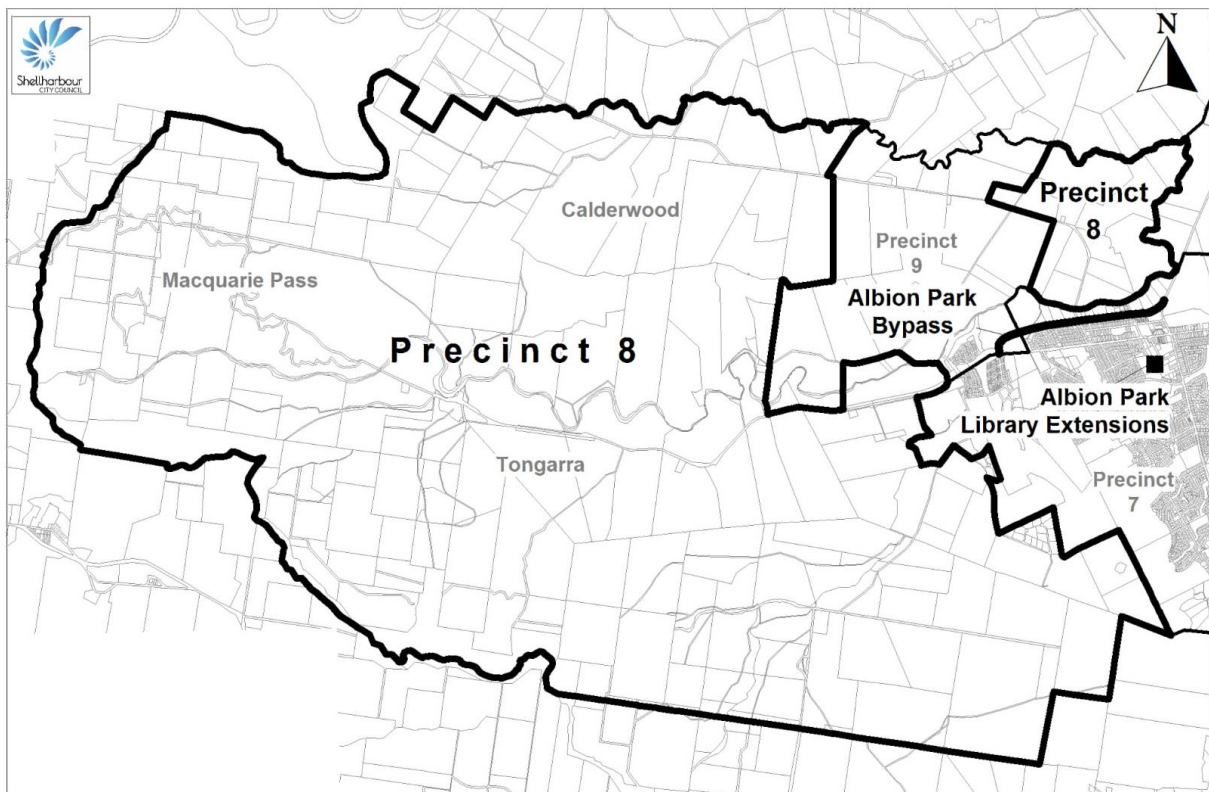 Shellharbour
CITY COUNCIL
N
Precinct
8
Calderwood
Precinct
9
Macquarie Pass
Albion Park
Bypass
Precinct 8
Albion Park
Library Extensions
Tongarra
Precinct
7